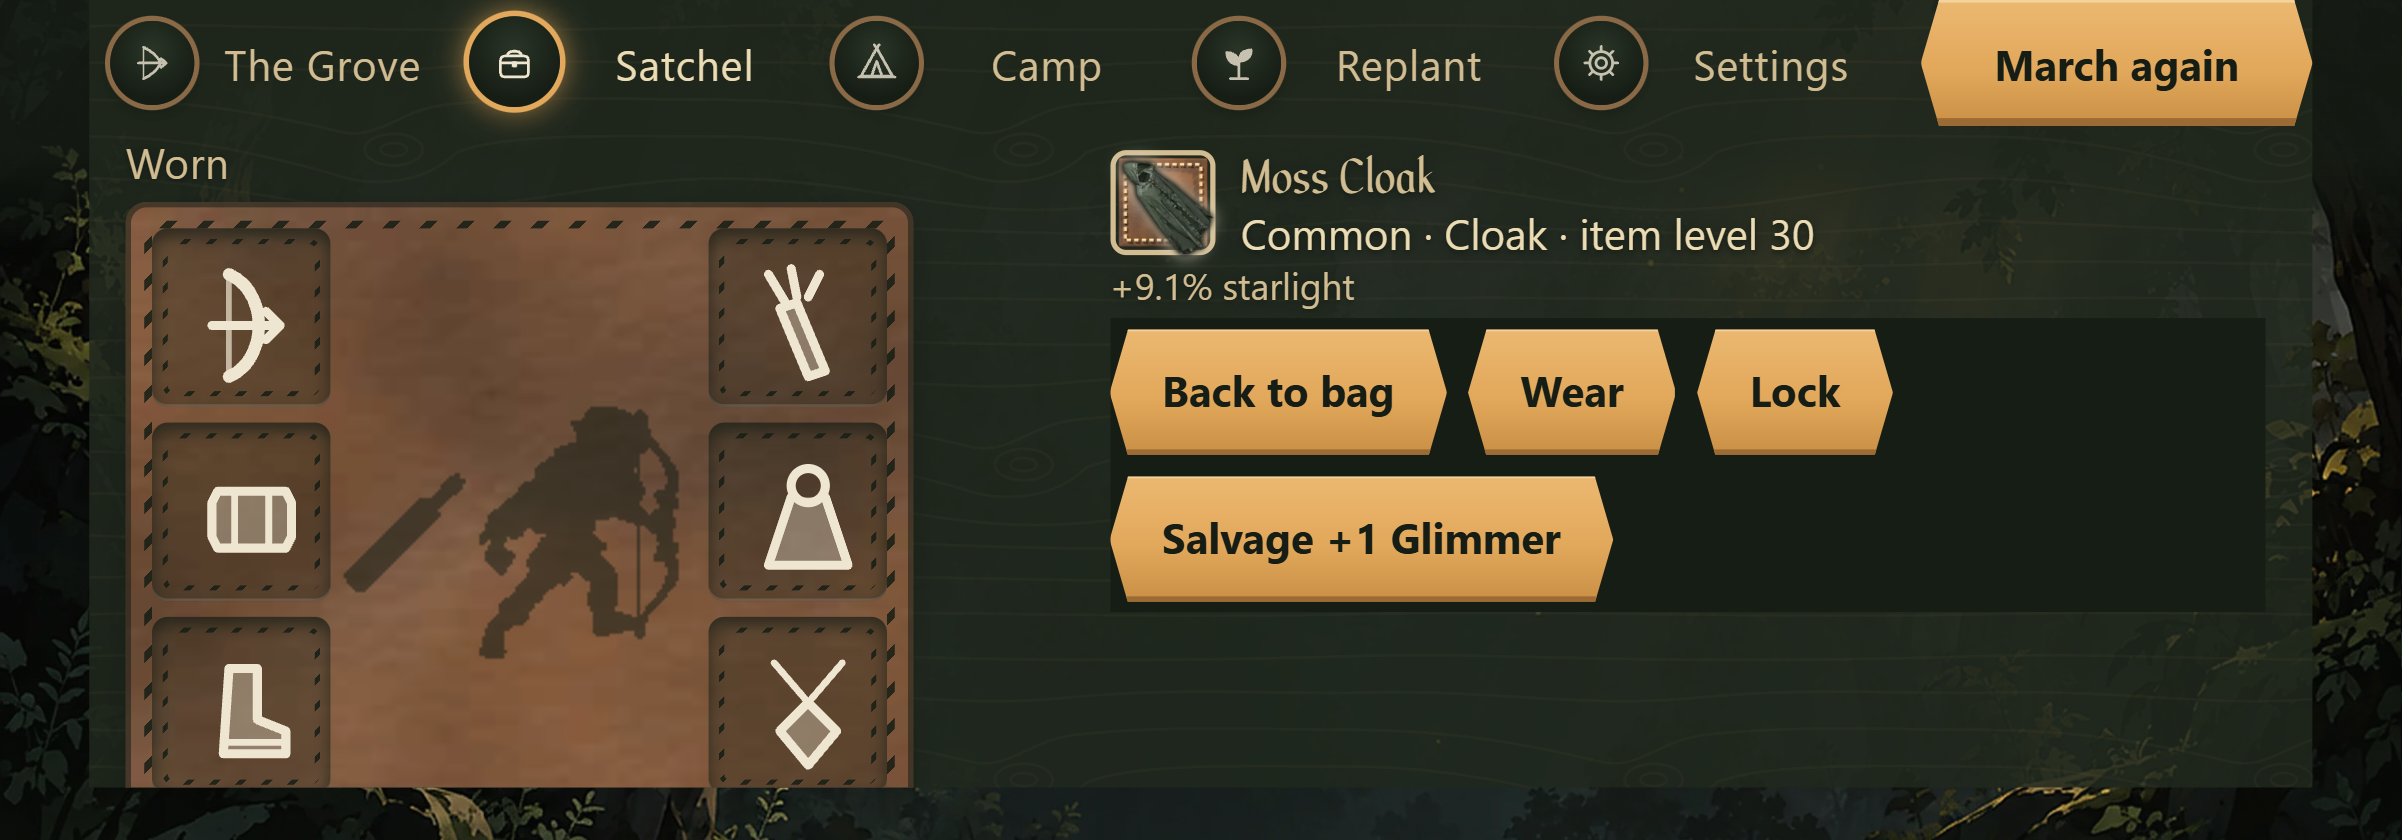 The Grove
Satchel
Camp
Replant
Settings
March again
Worn
Moss Cloak
Common · Cloak · item level 30
+9.1% starlight
Back to bag
Wear
Lock
Salvage +1 Glimmer